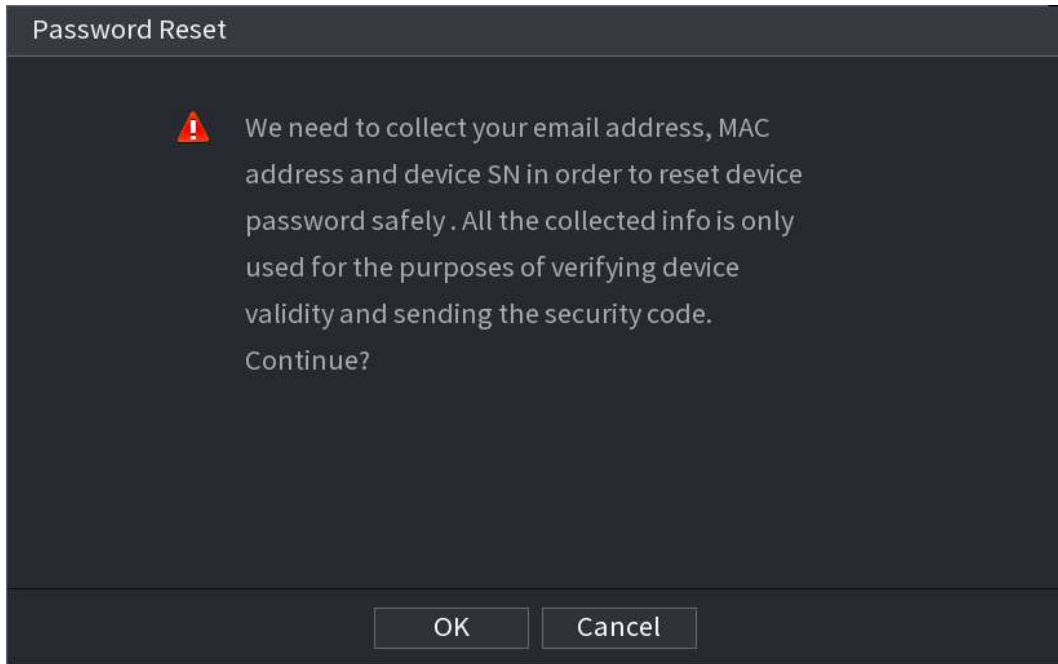 Password Reset
We need to collect your email address, MAC
address and device SN in order to reset device
password safely . All the collected info is only
used for the purposes of verifying device
validity and sending the security code.
Continue?
OK
Cancel